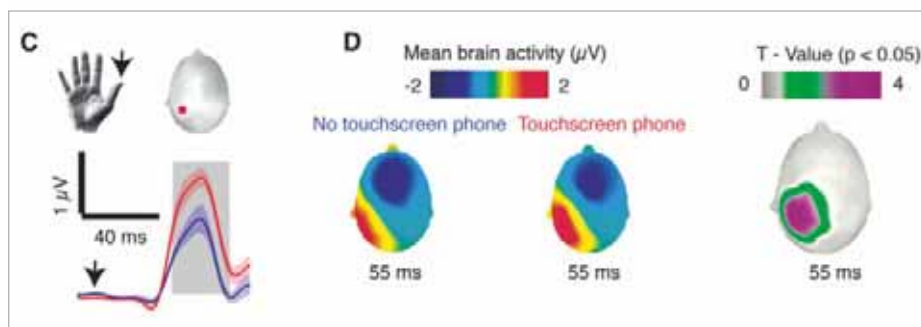 C
1 µV
40 ms
D
Mean brain activity (µV)
-2 2
No touchscreen phone Touchscreen phone
55 ms 55 ms
T - Value (p < 0.05)
0 4
55 ms